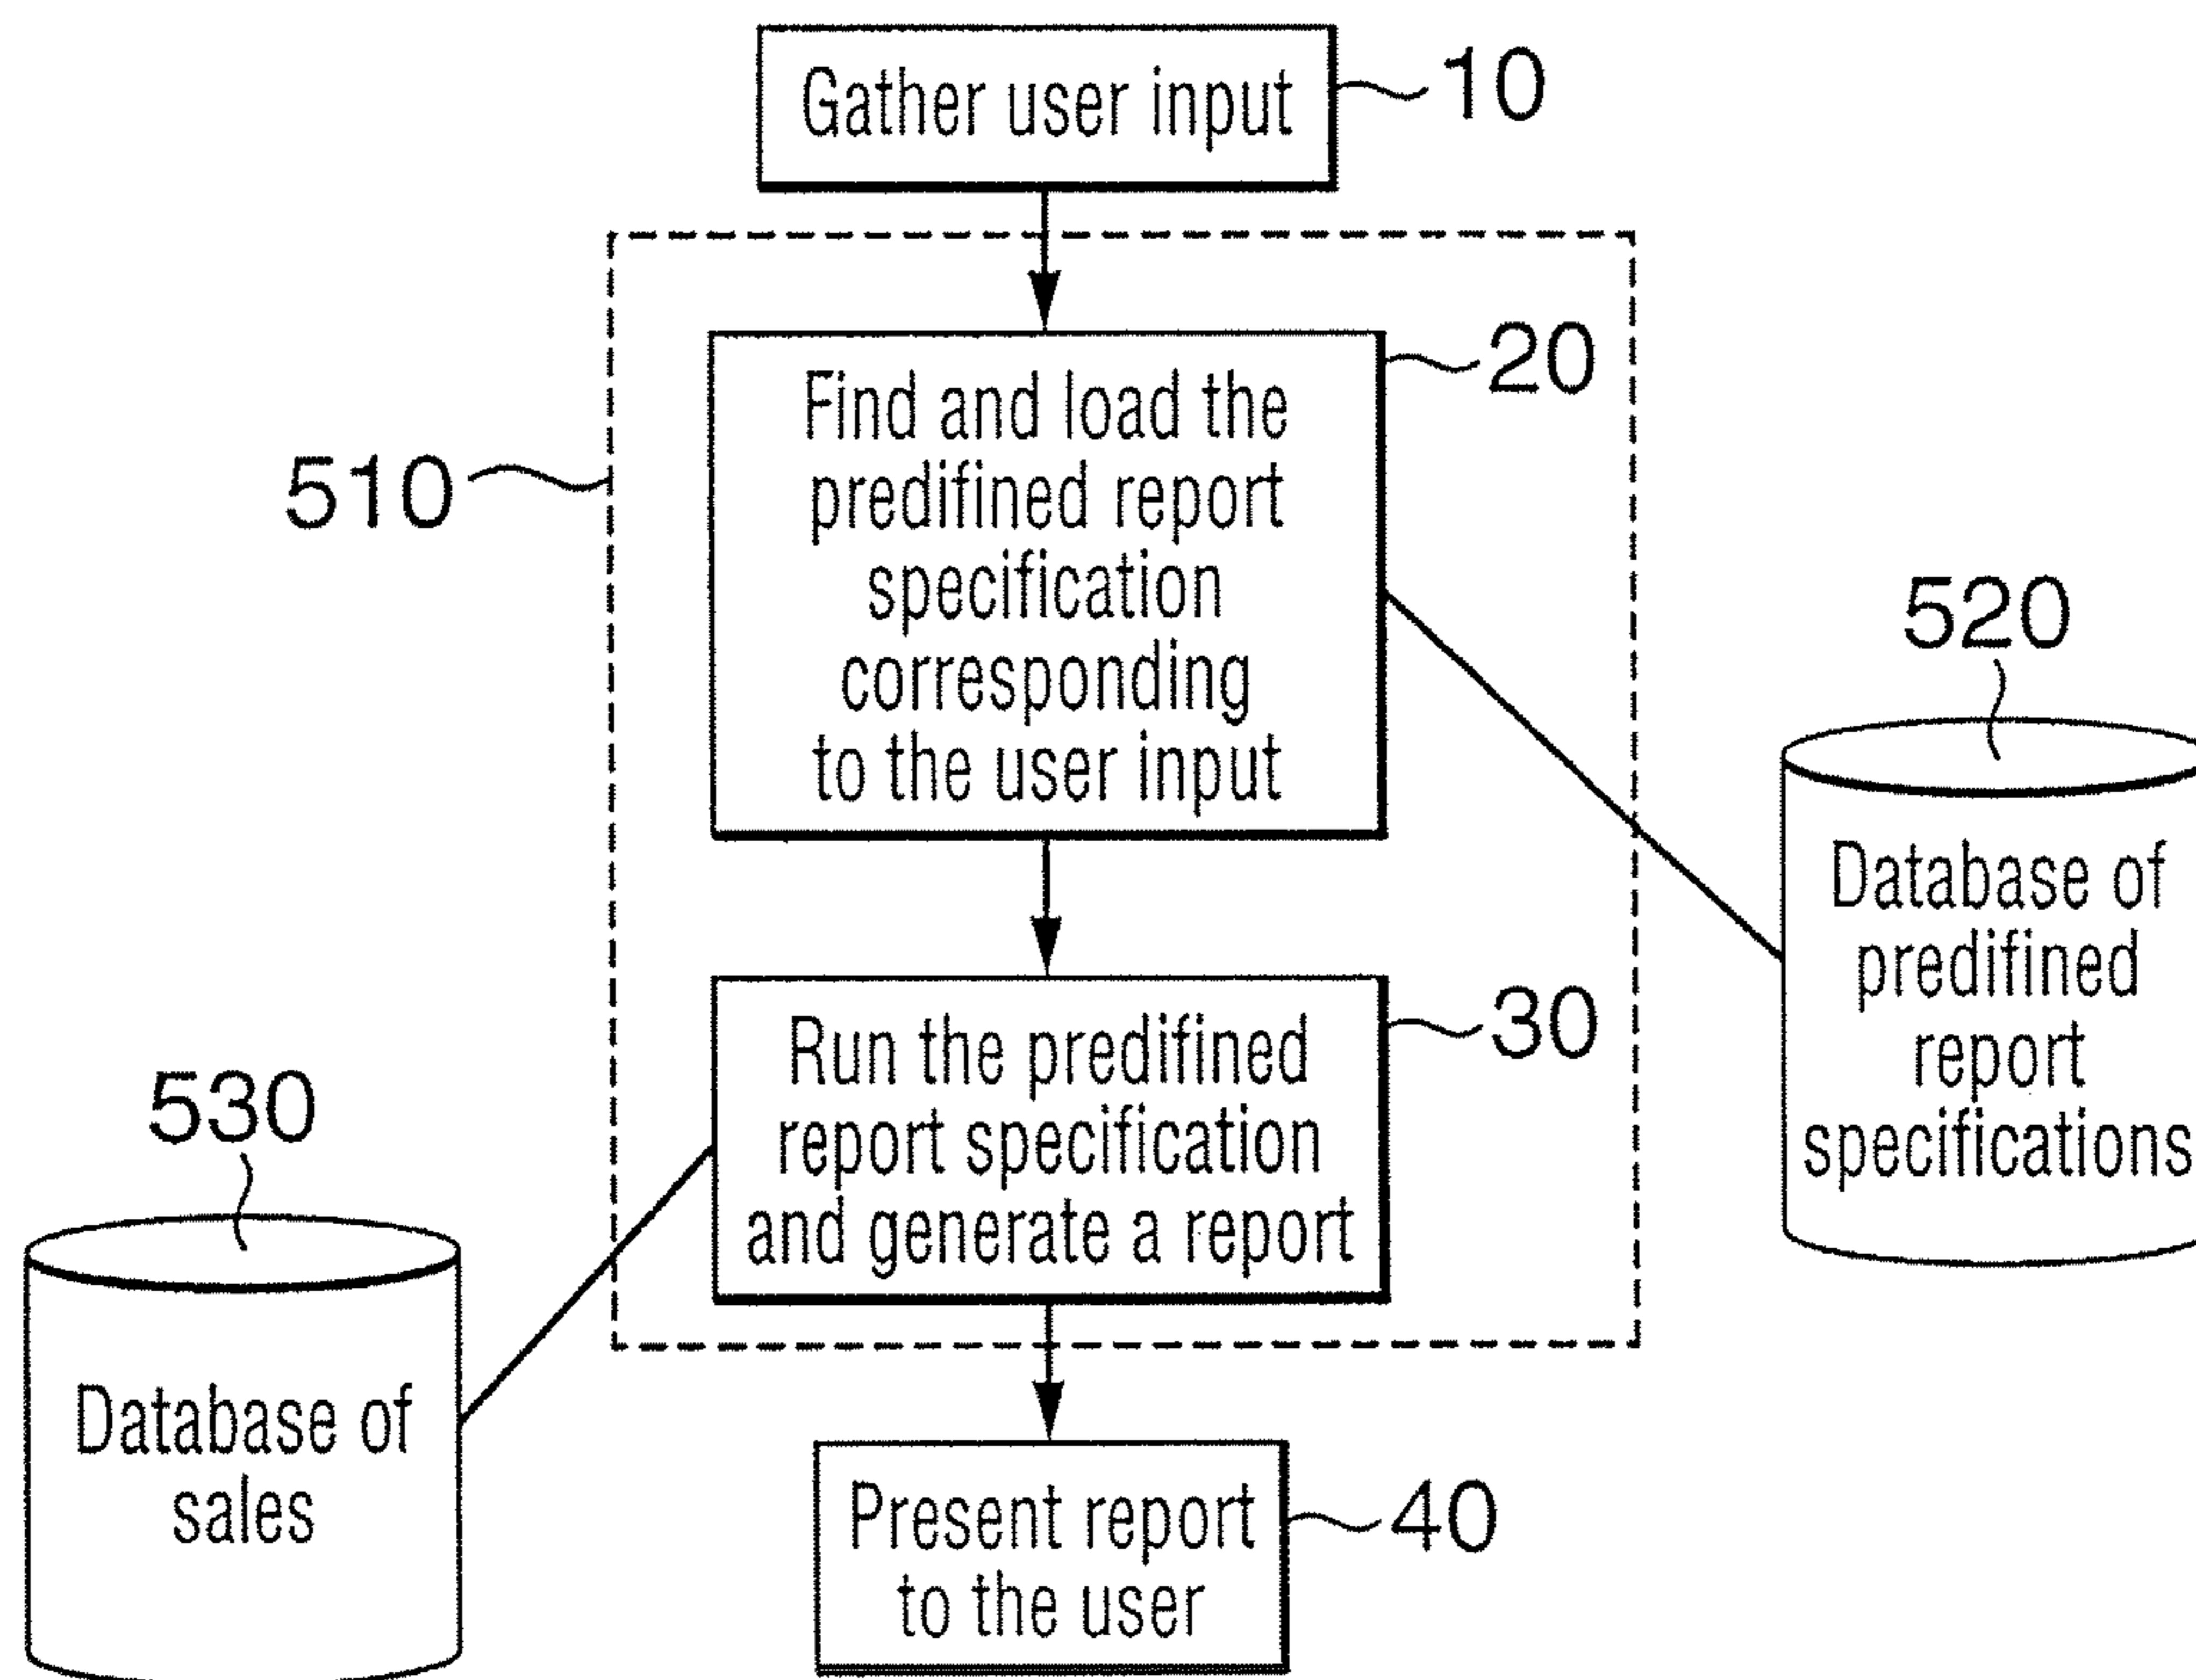 Gather user input
10
Find and load the
predifined report
specification
corresponding
to the user input
20
510
520
Database of
predifined
report
specifications
Run the predifined
report specification
and generate a report
30
530
Database of
sales
Present report
to the user
40